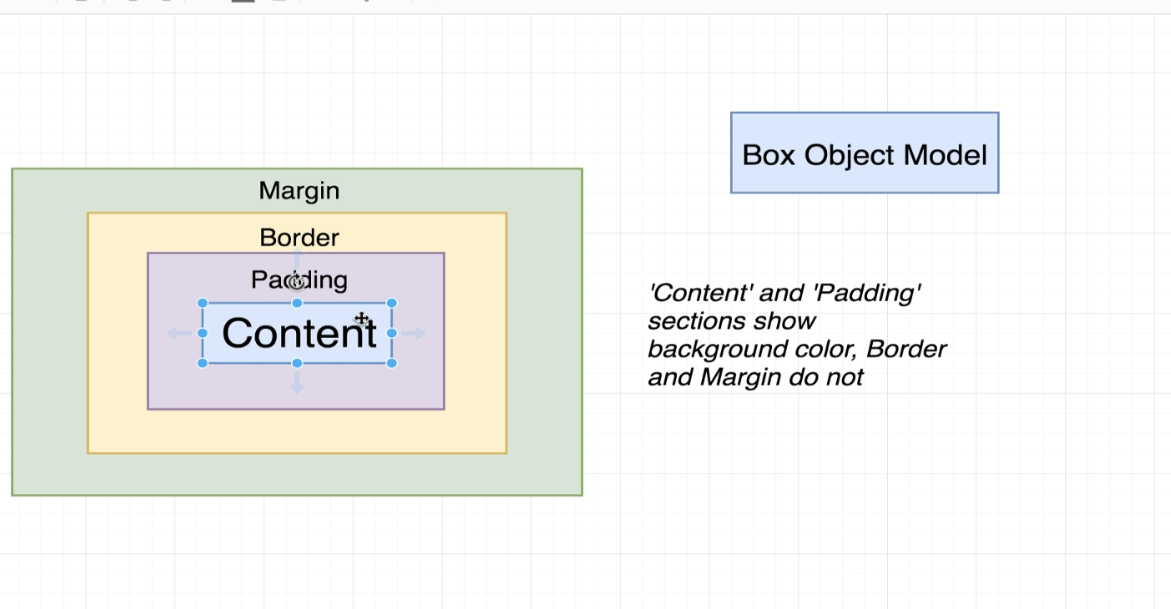 Box Object Model
Margin
Border
Padding
Content
'Content' and 'Padding'
sections show
background color, Border
and Margin do not